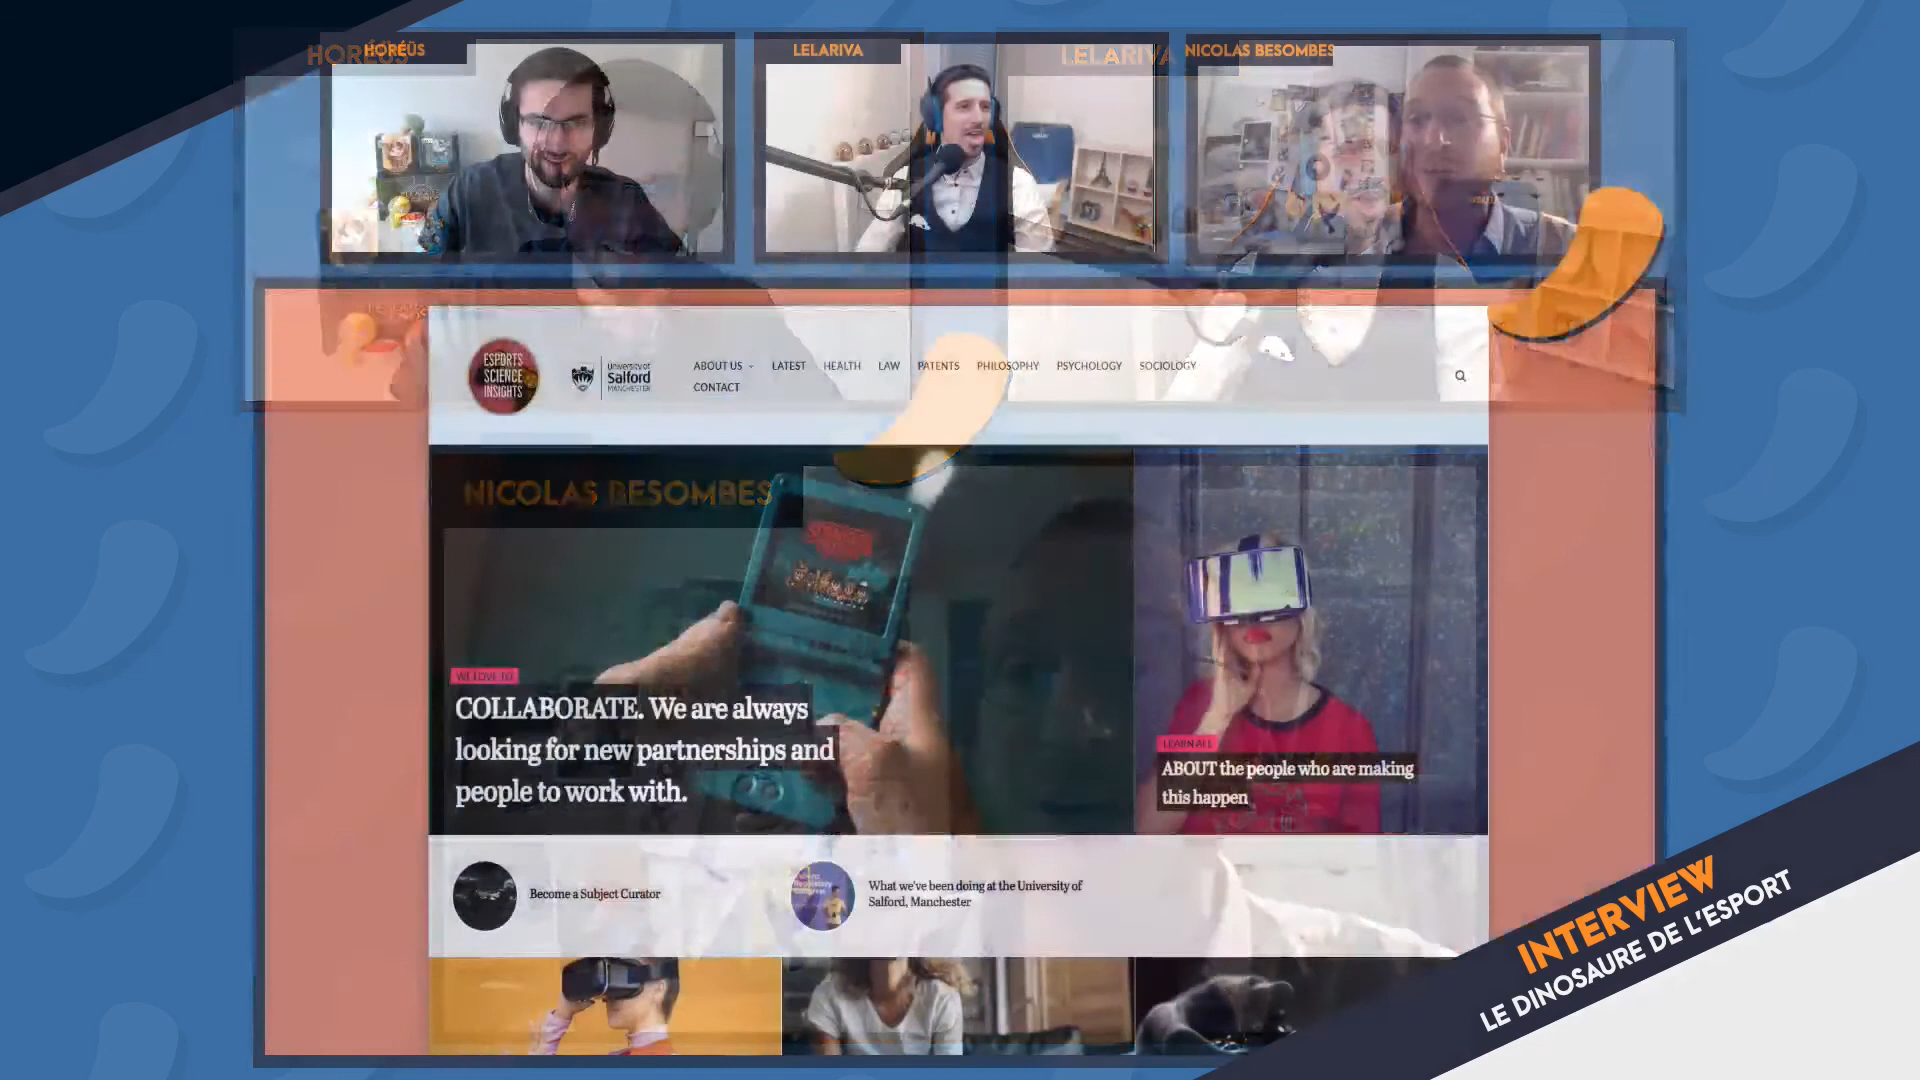 HORÉÜS
HORÉÜS
LELARIVA
LELARIVA
NICOLAS BESOMBES
ESPORTS
SCIENCE
INSIGHTS
University of
Salford
MANCHESTER
ABOUT US
LATEST
HEALTH
LAW
PATENTS
PHILOSOPHY
PSYCHOLOGY
SOCIOLOGY
CONTACT
NICOLAS BESOMBES
WE LOVE TO
COLLABORATE. We are always
looking for new partnerships and
people to work with.
LEARN ALL
ABOUT the people who are making
this happen
Become a Subject Curator
What we've been doing at the University of
Salford, Manchester
INTERVIEW
LE DINOSAURE DE L'ESPORT